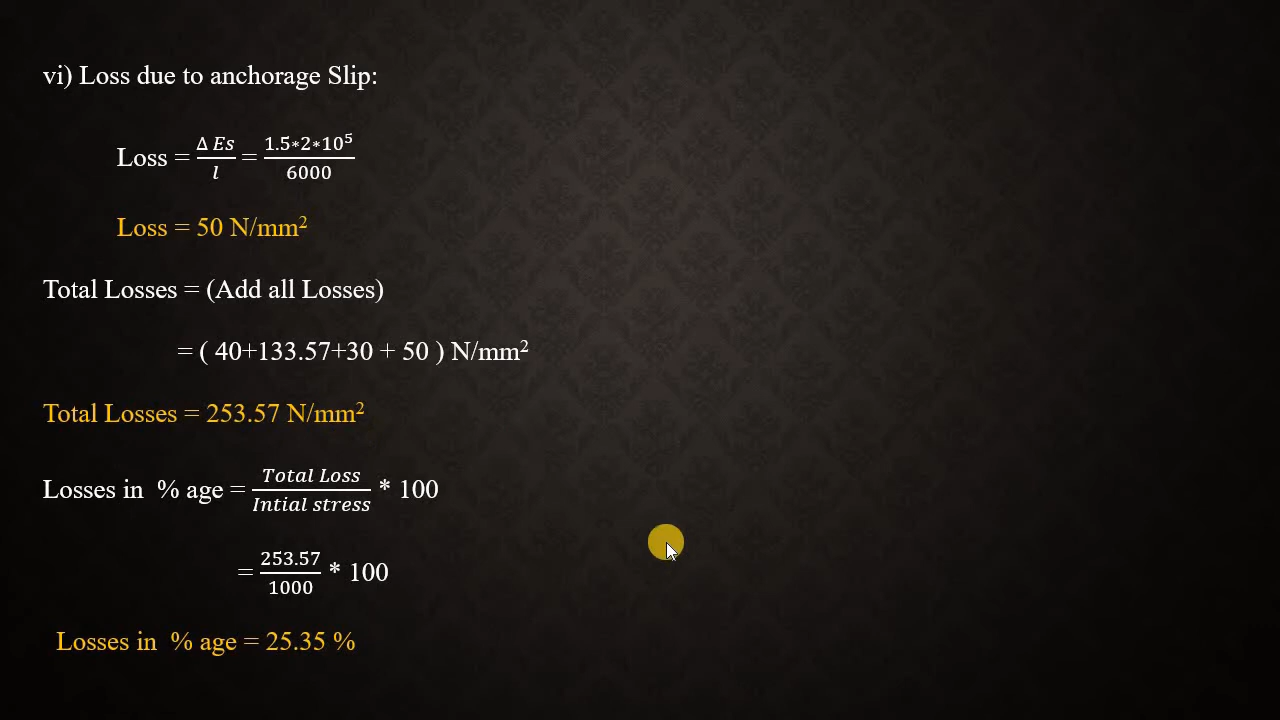 vi) Loss due to anchorage Slip:
Loss = Δ Es / l = 1.5*2*10⁵ / 6000
Loss = 50 N/mm²
Total Losses = (Add all Losses)
= ( 40+133.57+30 + 50 ) N/mm²
Total Losses = 253.57 N/mm²
Losses in % age = Total Loss / Intial stress * 100
= 253.57 / 1000 * 100
Losses in % age = 25.35 %